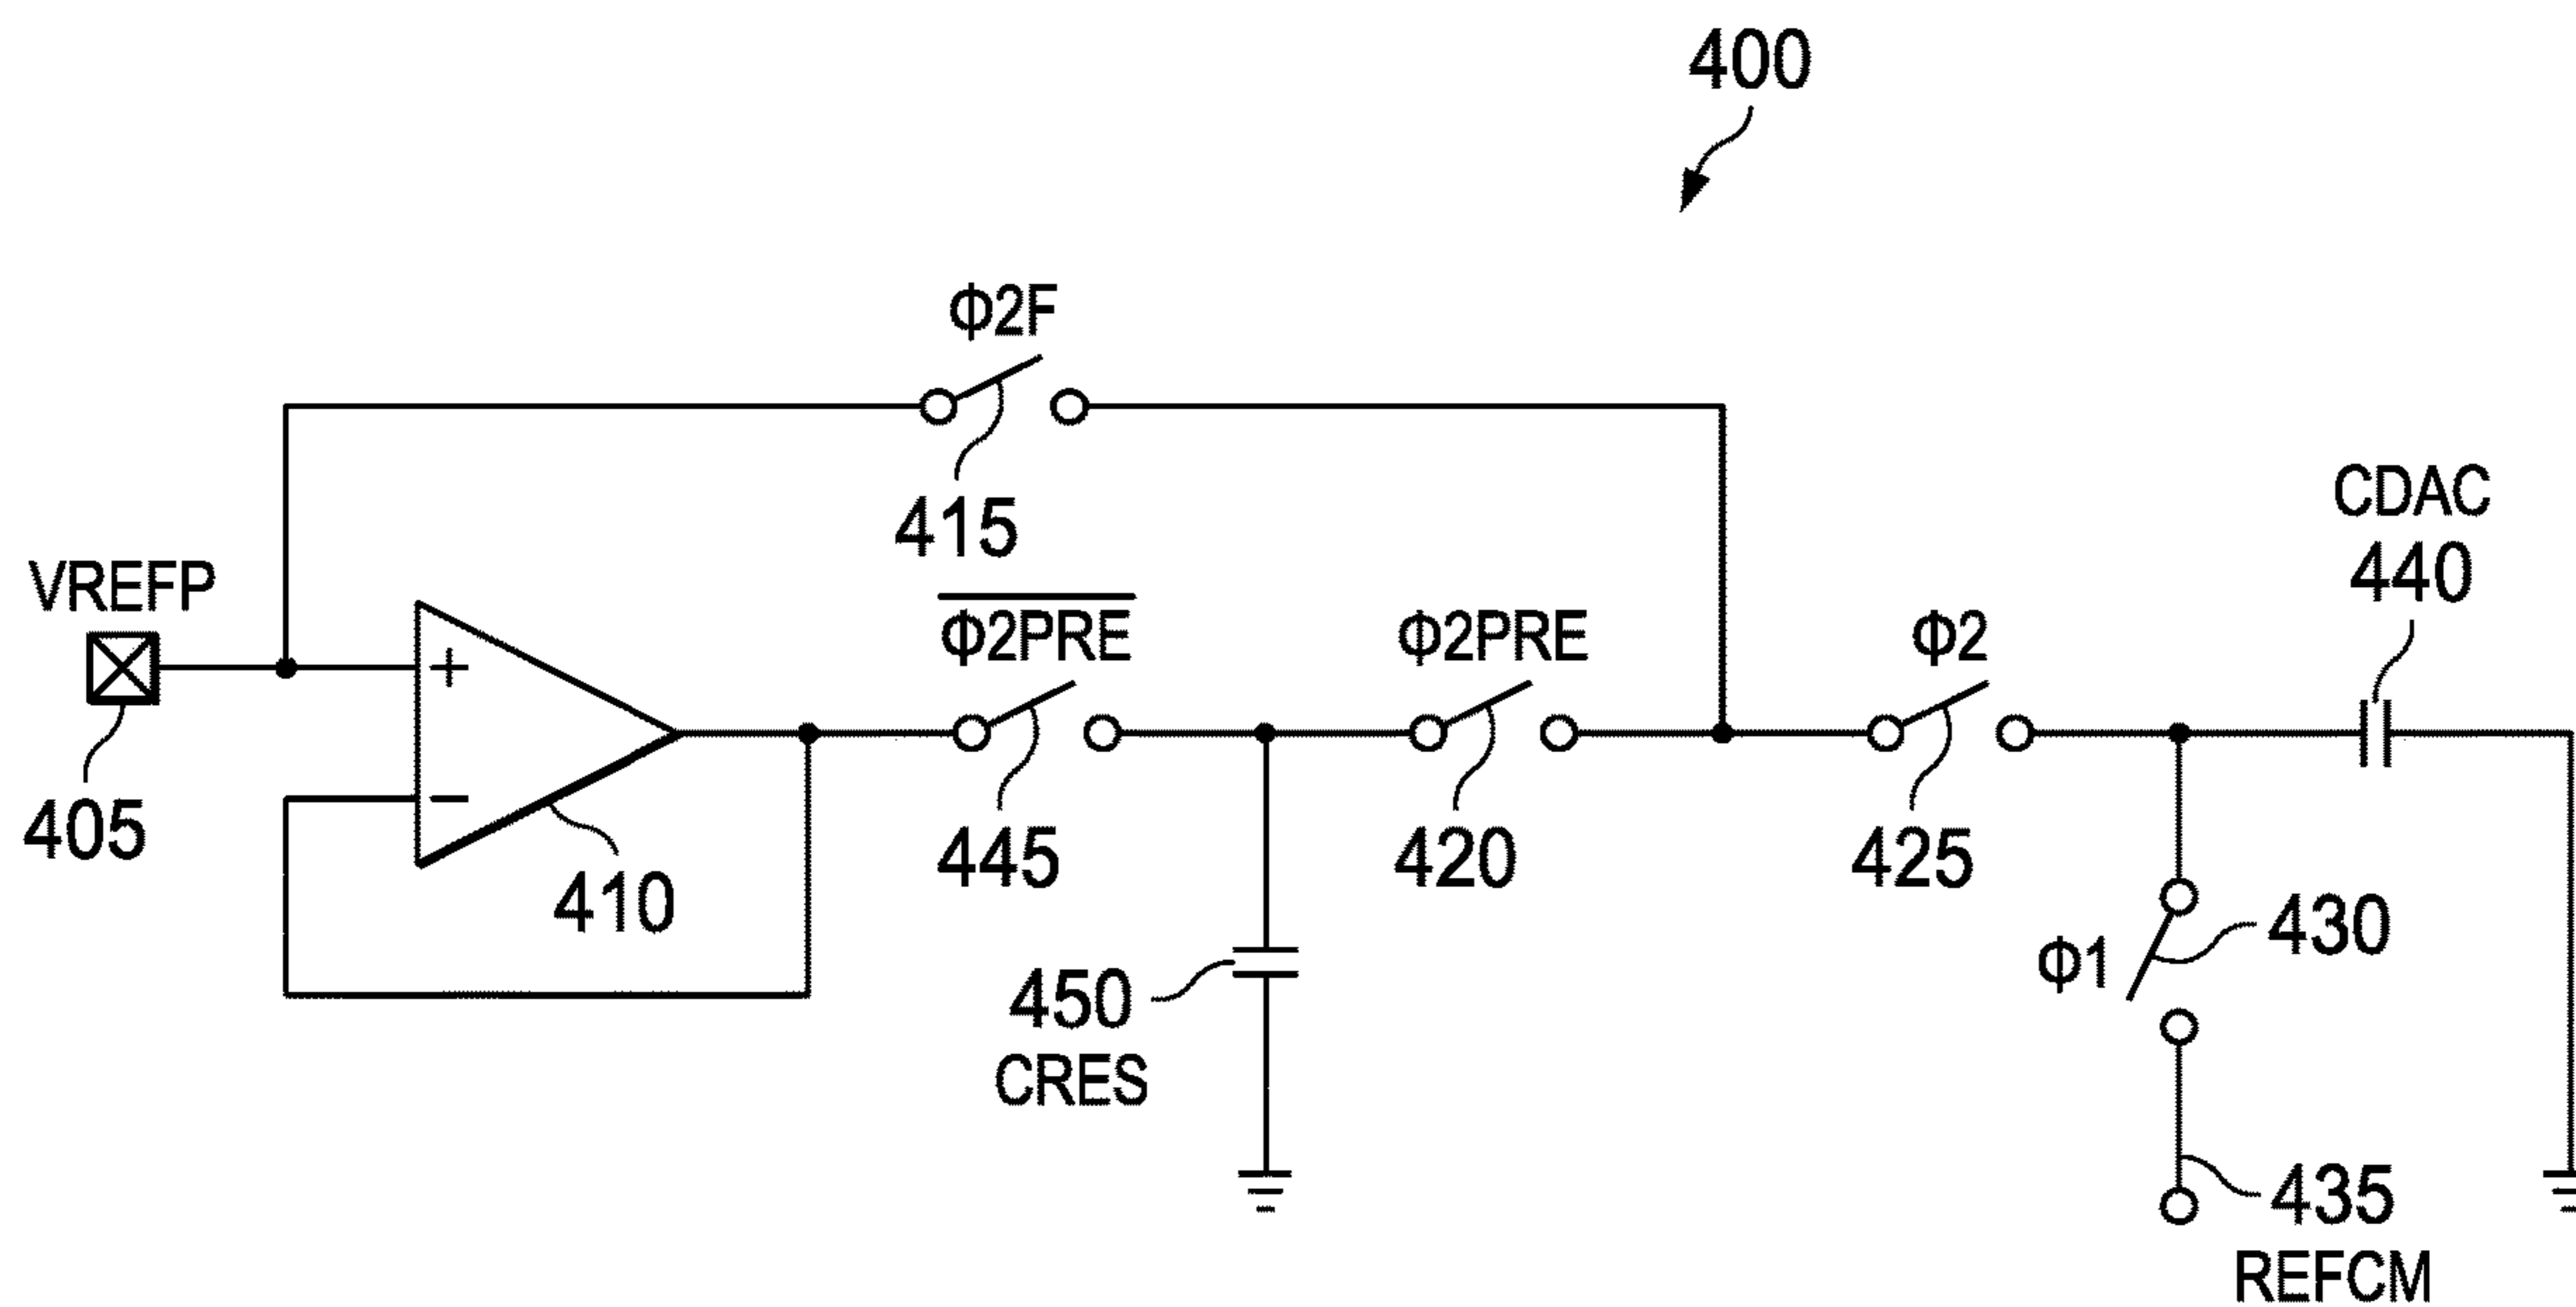 400
Φ2F
415
CDAC
440
VREFP
405
+
−
410
Φ2PRE̅
445
Φ2PRE
420
Φ2
425
450
CRES
Φ1
430
435
REFCM